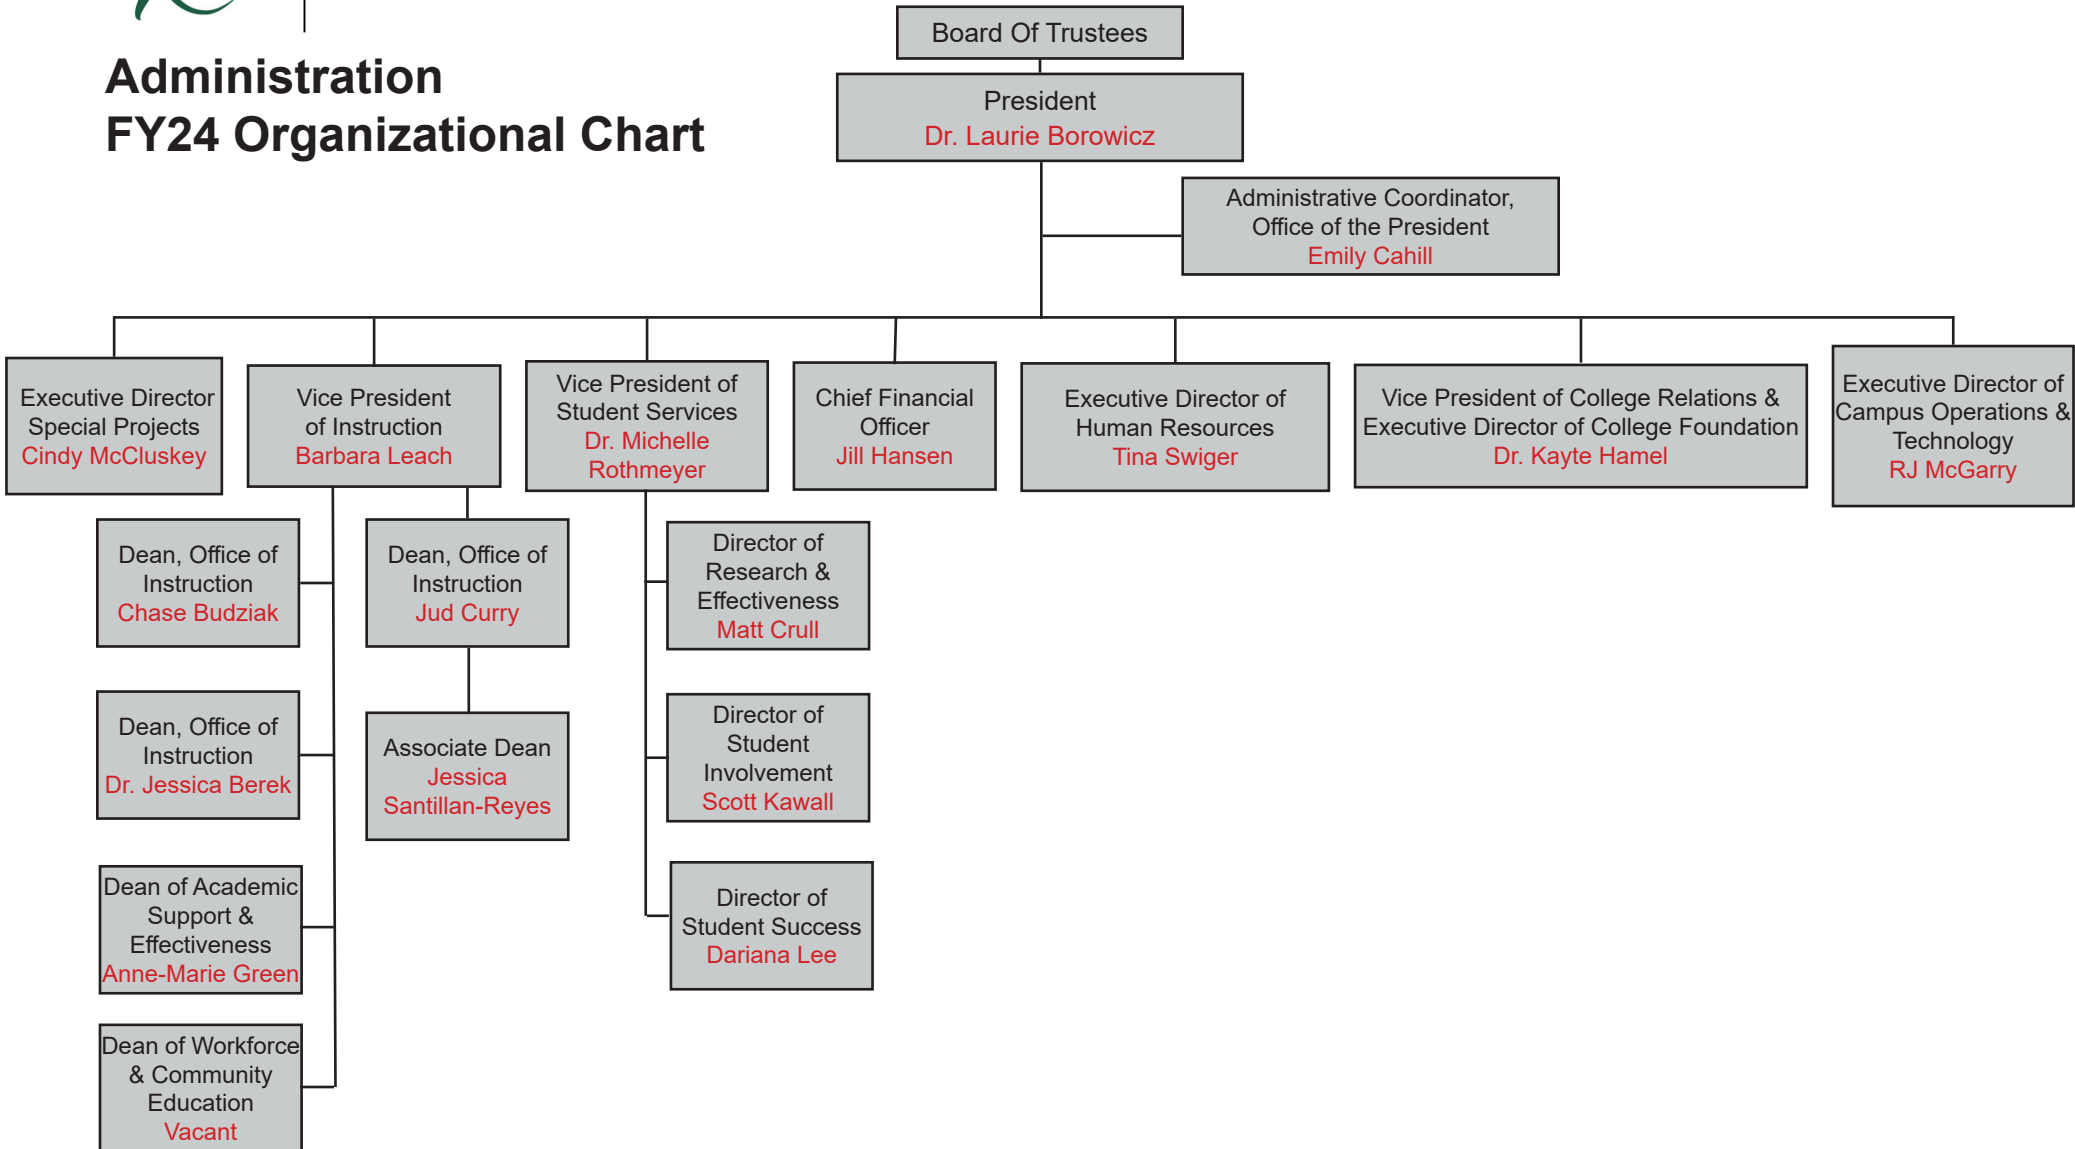 Administration
FY24 Organizational Chart
Board Of Trustees
President
Dr. Laurie Borowicz
Administrative Coordinator,
Office of the President
Emily Cahill
Executive Director
Special Projects
Cindy McCluskey
Vice President
of Instruction
Barbara Leach
Vice President of
Student Services
Dr. Michelle
Rothmeyer
Chief Financial
Officer
Jill Hansen
Executive Director of
Human Resources
Tina Swiger
Vice President of College Relations &
Executive Director of College Foundation
Dr. Kayte Hamel
Executive Director of
Campus Operations &
Technology
RJ McGarry
Dean, Office of
Instruction
Chase Budziak
Dean, Office of
Instruction
Jud Curry
Director of
Research &
Effectiveness
Matt Crull
Dean, Office of
Instruction
Dr. Jessica Berek
Associate Dean
Jessica
Santillan-Reyes
Director of
Student
Involvement
Scott Kawall
Dean of Academic
Support &
Effectiveness
Anne-Marie Green
Director of
Student Success
Dariana Lee
Dean of Workforce
& Community
Education
Vacant